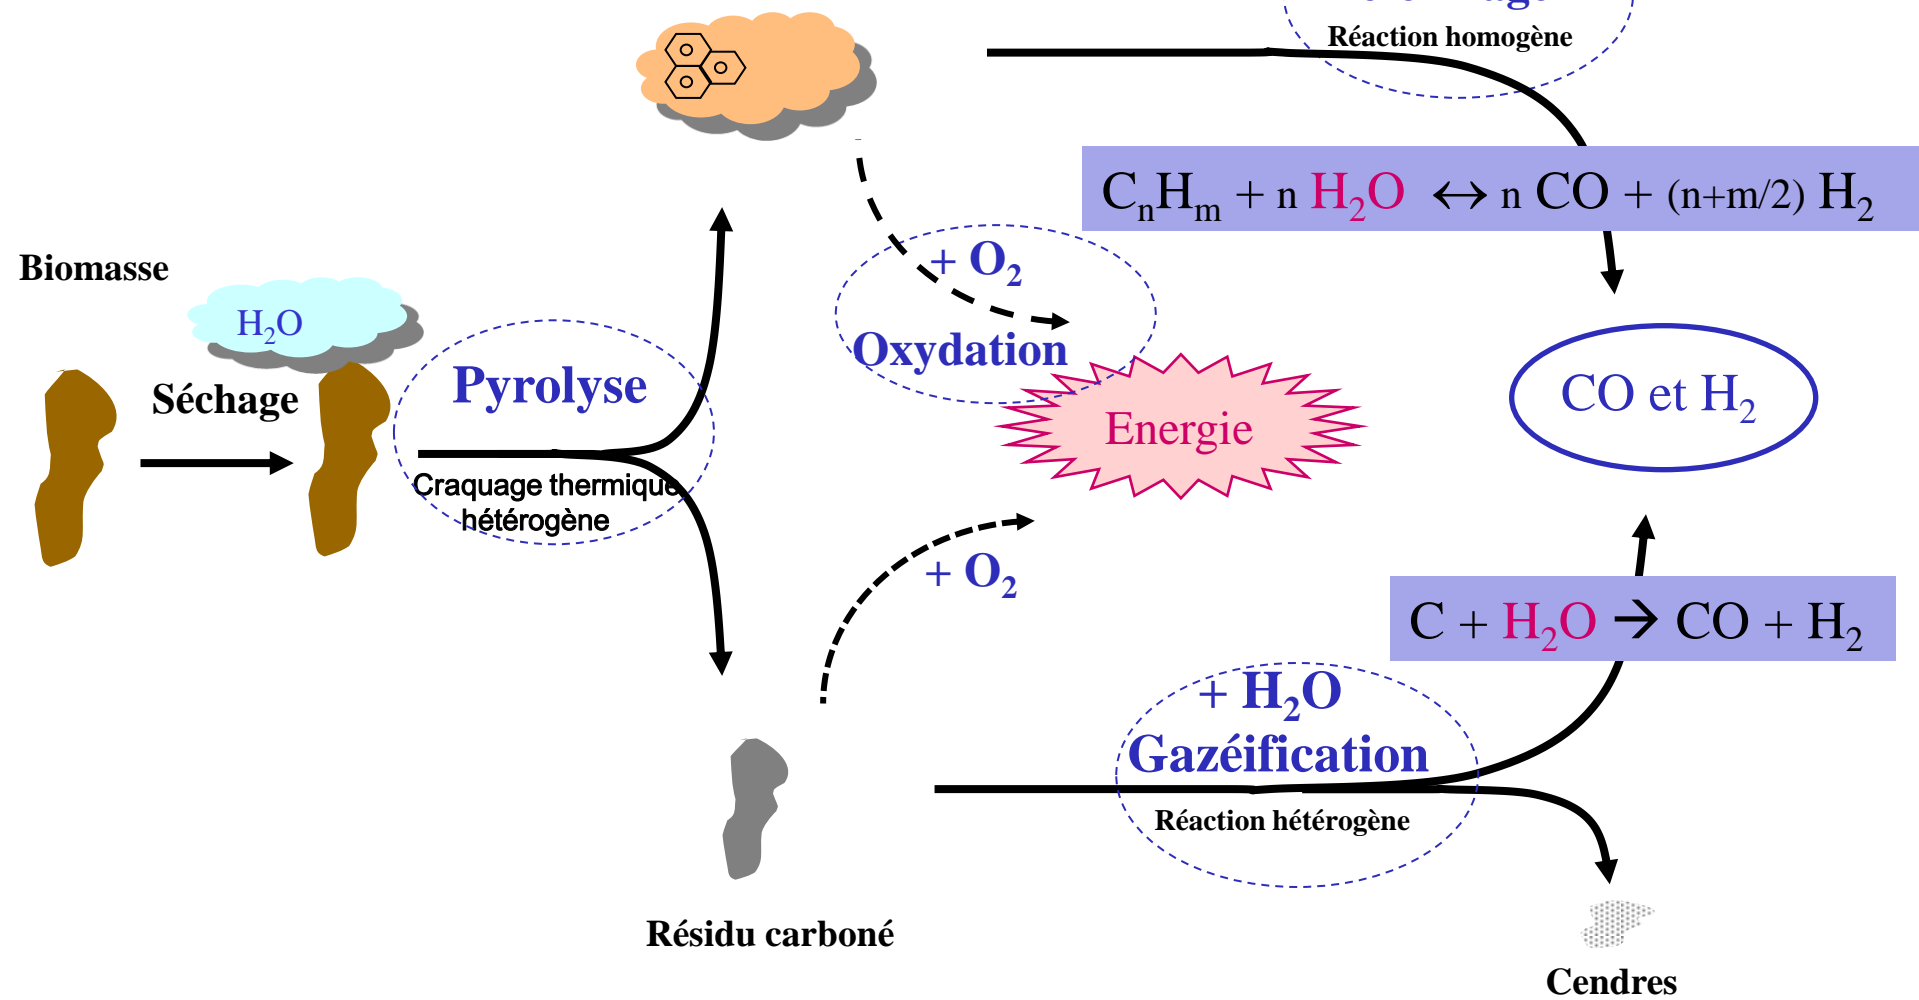 Réaction homogène
CₙHₘ + n H₂O ↔ n CO + (n+m/2) H₂
+ O₂
Oxydation
Biomasse
H₂O
Séchage
Pyrolyse
Craquage thermique
hétérogène
Energie
CO et H₂
+ O₂
C + H₂O → CO + H₂
+ H₂O
Gazéification
Réaction hétérogène
Résidu carboné
Cendres